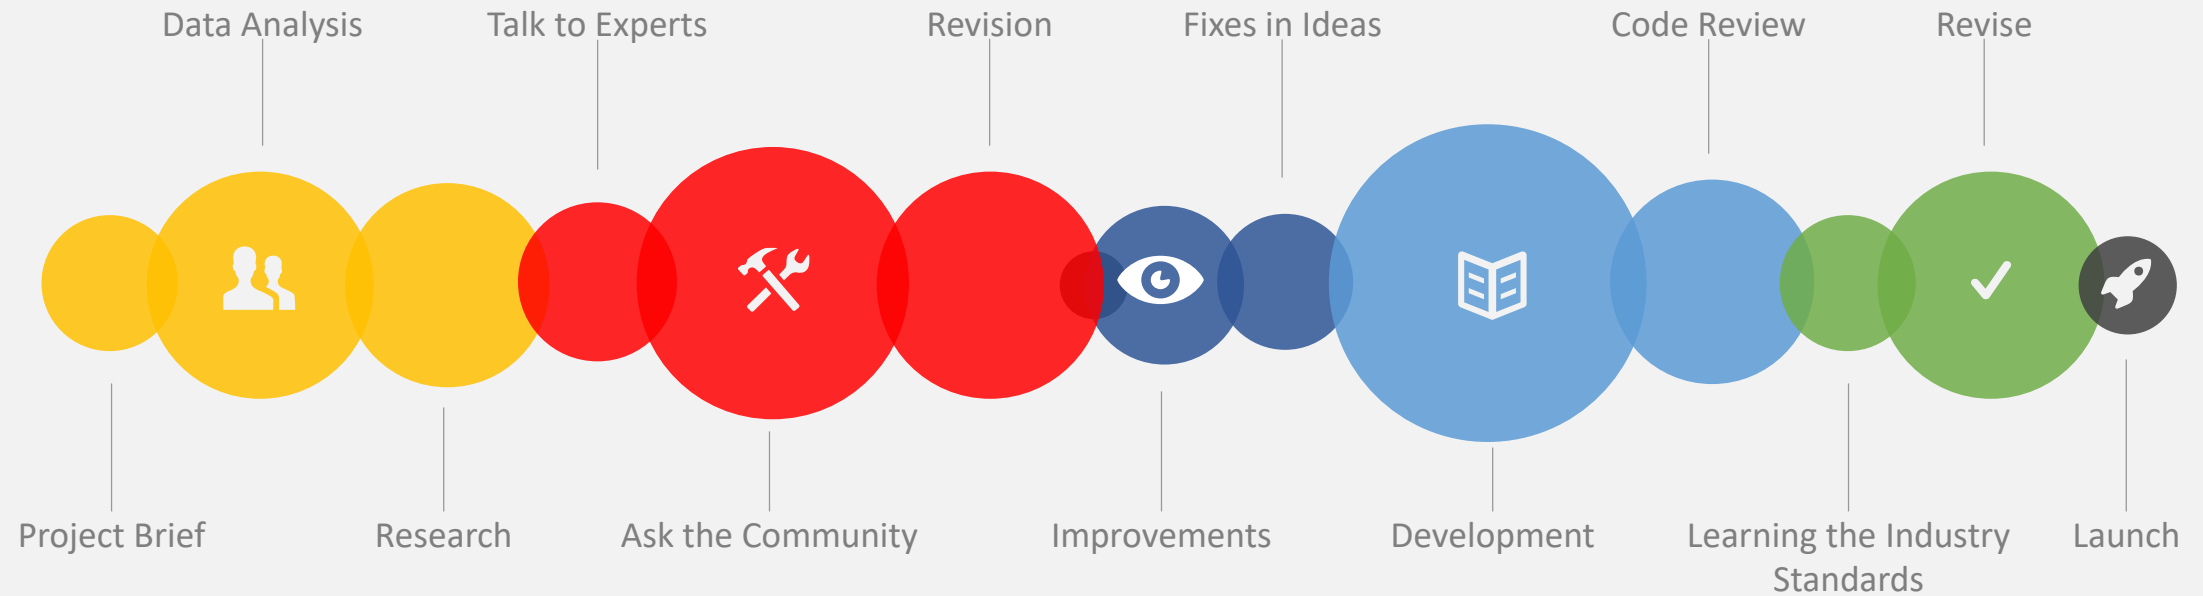 Data Analysis
Talk to Experts
Revision
Fixes in Ideas
Code Review
Revise
Project Brief
Research
Ask the Community
Improvements
Development
Learning the Industry
Standards
Launch